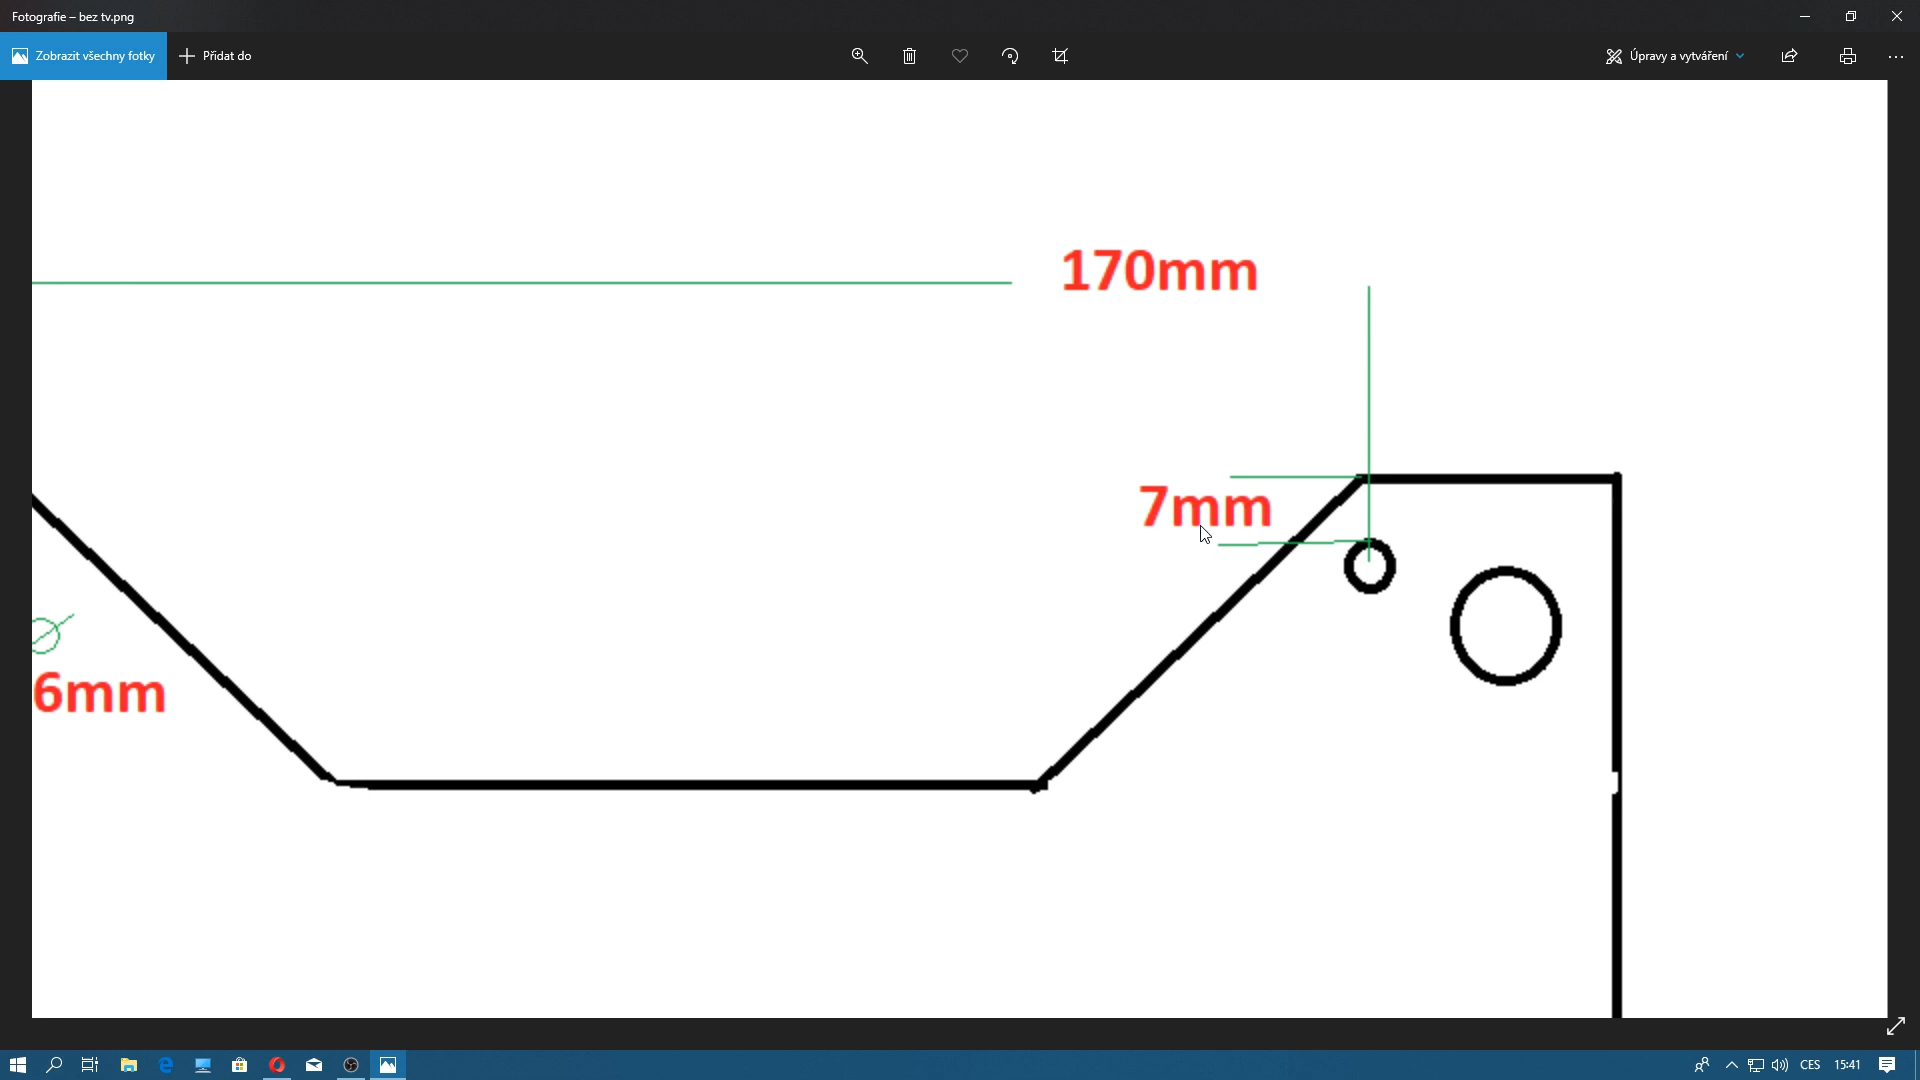 Fotografie – bez tv.png
Zobrazit všechny fotky
Přidat do
Úpravy a vytváření
170mm
7mm
6mm
CES
15:41